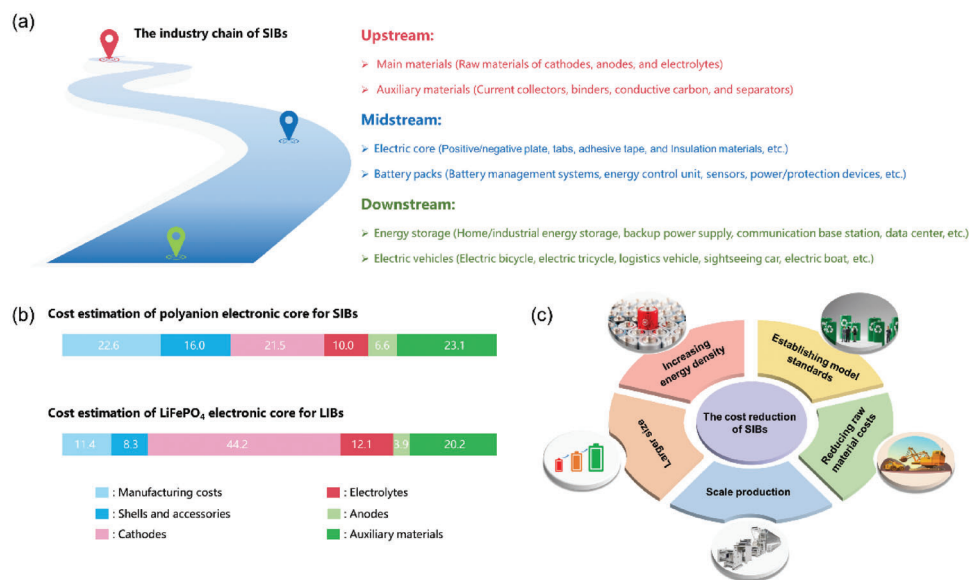 (a)
The industry chain of SIBs
Upstream:
➢ Main materials (Raw materials of cathodes, anodes, and electrolytes)
➢ Auxiliary materials (Current collectors, binders, conductive carbon, and separators)
Midstream:
➢ Electric core (Positive/negative plate, tabs, adhesive tape, and Insulation materials, etc.)
➢ Battery packs (Battery management systems, energy control unit, sensors, power/protection devices, etc.)
Downstream:
➢ Energy storage (Home/industrial energy storage, backup power supply, communication base station, data center, etc.)
➢ Electric vehicles (Electric bicycle, electric tricycle, logistics vehicle, sightseeing car, electric boat, etc.)
(b)
Cost estimation of polyanion electronic core for SIBs
22.6 16.0 21.5 10.0 6.6 23.1
Cost estimation of LiFePO₄ electronic core for LIBs
11.4 8.3 44.2 12.1 3.9 20.2
: Manufacturing costs
: Shells and accessories
: Cathodes
: Electrolytes
: Anodes
: Auxiliary materials
(c)
Increasing
energy density
Establishing model
standards
Larger size
The cost reduction
of SIBs
Reducing raw
material costs
Scale production